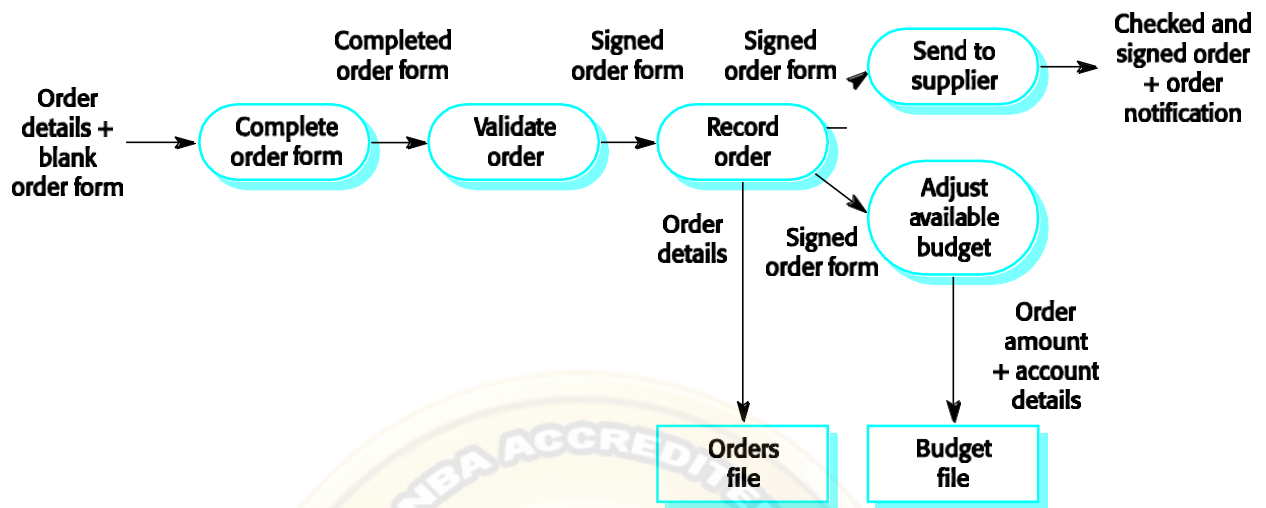 Order
details +
blank
order form
Complete
order form
Completed
order form
Validate
order
Signed
order form
Record
order
Signed
order form
Send to
supplier
Checked and
signed order
+ order
notification
Order
details
Signed
order form
Adjust
available
budget
Order
amount
+ account
details
Orders
file
Budget
file
NBA ACCREDITE